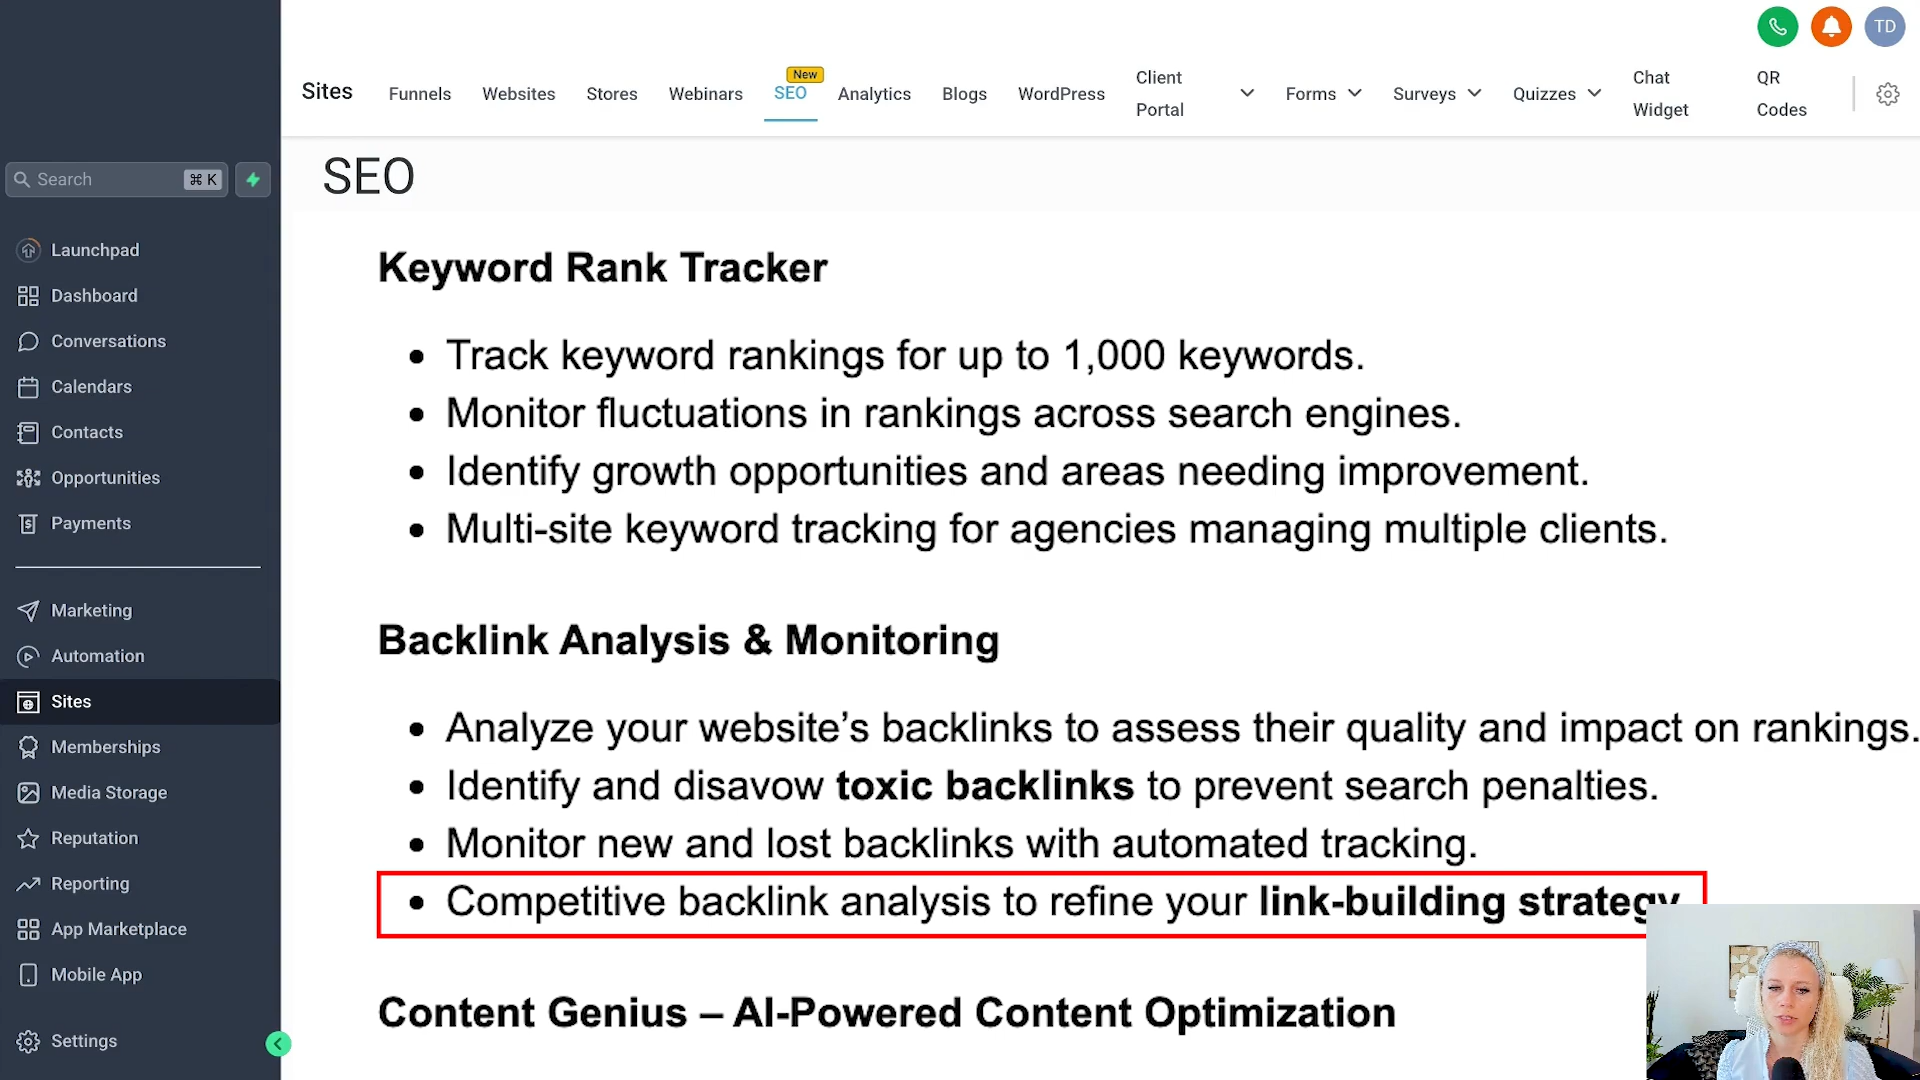 TD
Sites
Funnels
Websites
Stores
Webinars
New
SEO
Analytics
Blogs
WordPress
Client
Portal
Forms
Surveys
Quizzes
Chat
Widget
QR
Codes
Search
⌘ K
Launchpad
Dashboard
Conversations
Calendars
Contacts
Opportunities
Payments
Marketing
Automation
Sites
Memberships
Media Storage
Reputation
Reporting
App Marketplace
Mobile App
Settings
SEO
Keyword Rank Tracker
• Track keyword rankings for up to 1,000 keywords.
• Monitor fluctuations in rankings across search engines.
• Identify growth opportunities and areas needing improvement.
• Multi-site keyword tracking for agencies managing multiple clients.
Backlink Analysis & Monitoring
• Analyze your website’s backlinks to assess their quality and impact on rankings.
• Identify and disavow toxic backlinks to prevent search penalties.
• Monitor new and lost backlinks with automated tracking.
• Competitive backlink analysis to refine your link-building strategy
Content Genius – AI-Powered Content Optimization